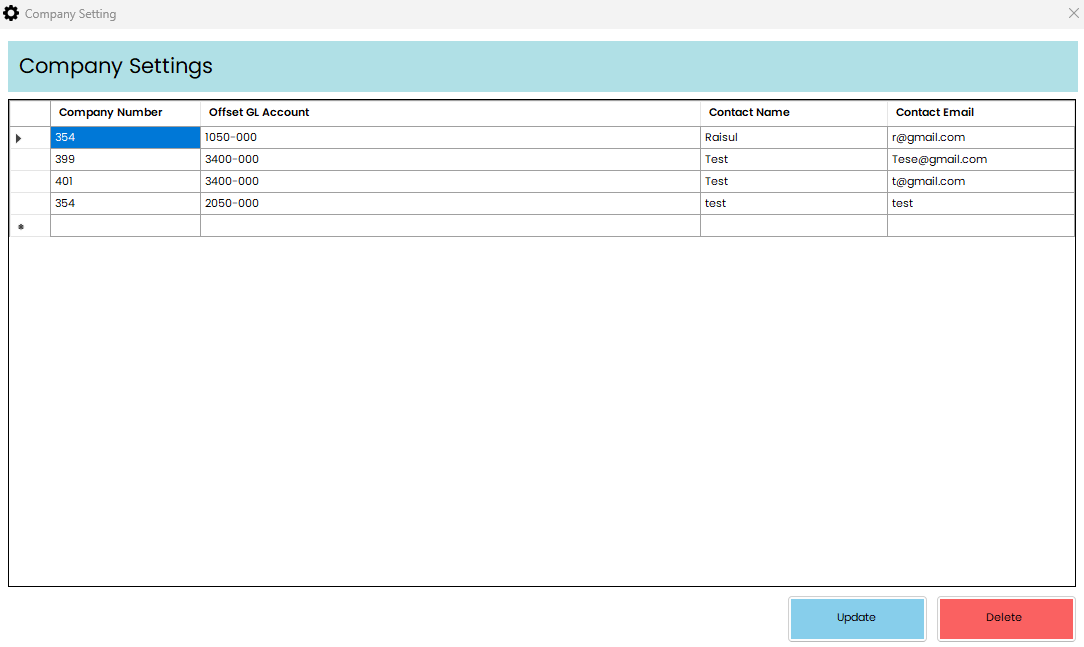 Company Setting
Company Settings
Company Number Offset GL Account Contact Name Contact Email
354 1050-000 Raisul r@gmail.com
399 3400-000 Test Tese@gmail.com
401 3400-000 Test t@gmail.com
354 2050-000 test test
Update Delete